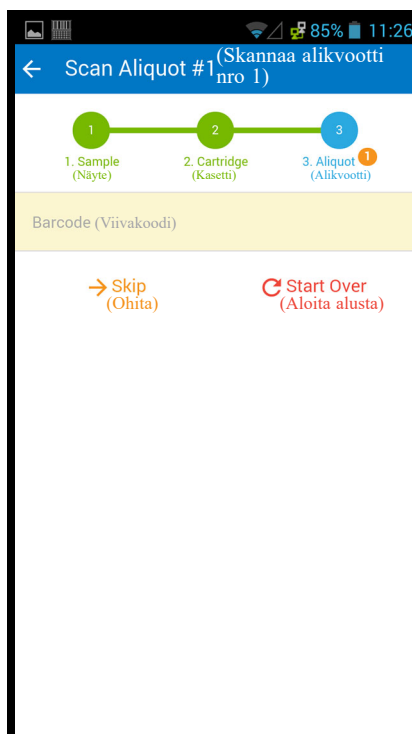 85% 11:26
Scan Aliquot #1 (Skannaa alikvootti
nro 1)
1 2 3
1. Sample 2. Cartridge 3. Aliquot 1
(Näyte) (Kasetti) (Alikvootti)
Barcode (Viivakoodi)
Skip Start Over
(Ohita) (Aloita alusta)